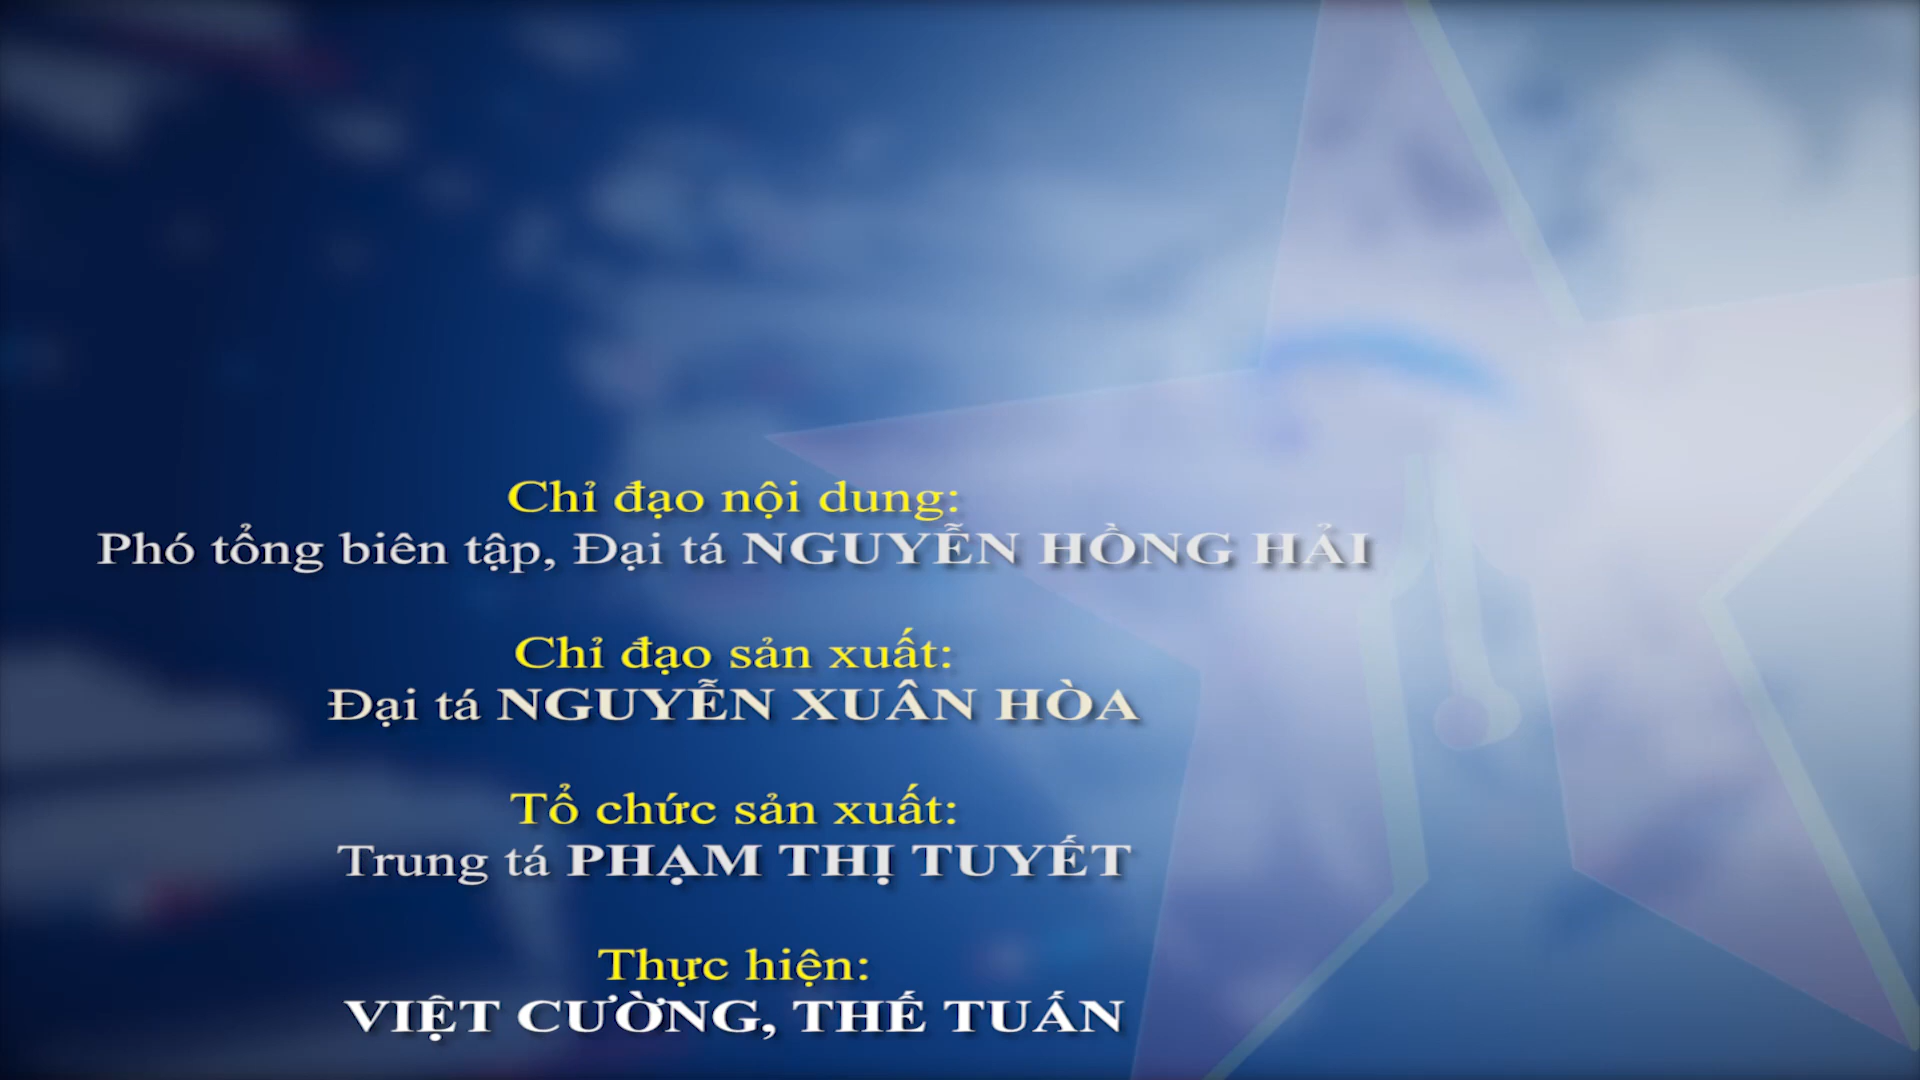 Chỉ đạo nội dung:
Phó tổng biên tập, Đại tá NGUYỄN HỒNG HẢI
Chỉ đạo sản xuất:
Đại tá NGUYỄN XUÂN HÒA
Tổ chức sản xuất:
Trung tá PHẠM THỊ TUYẾT
Thực hiện:
VIỆT CƯỜNG, THẾ TUẤN